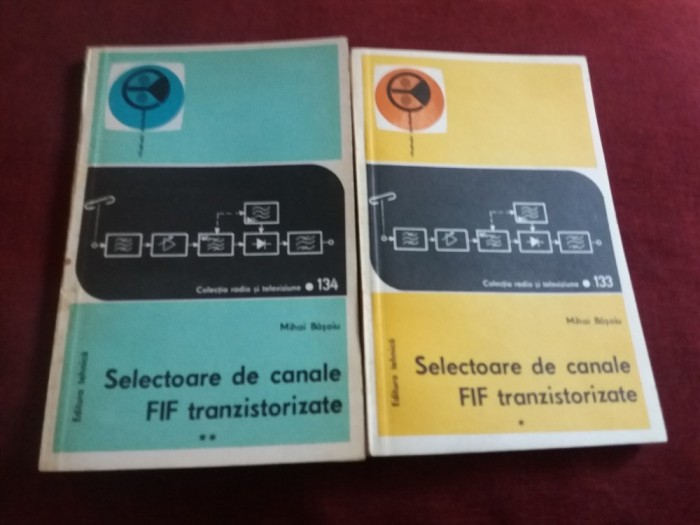 Colecția radio și televiziune ● 134
Mihai Bășoiu
Editura tehnică
Selectoare de canale
FIF tranzistorizate
**
Colecția radio și televiziune ● 133
Mihai Bășoiu
Editura tehnică
Selectoare de canale
FIF tranzistorizate
*